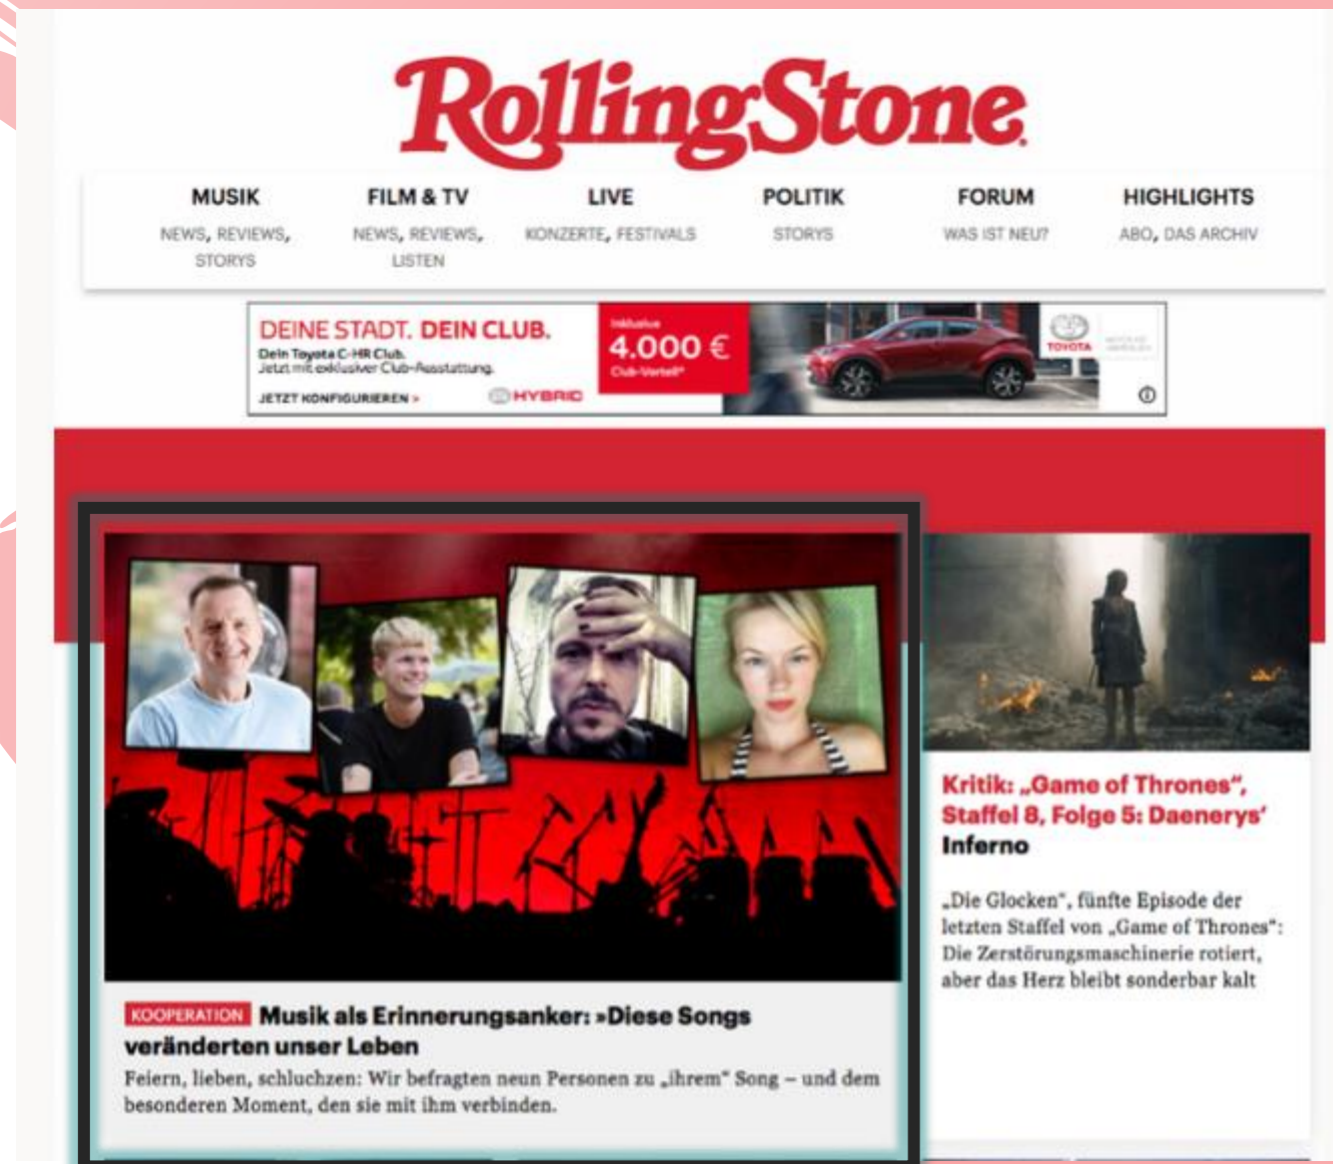 RollingStone
MUSIK
NEWS, REVIEWS,
STORYS
FILM & TV
NEWS, REVIEWS,
LISTEN
LIVE
KONZERTE, FESTIVALS
POLITIK
STORYS
FORUM
WAS IST NEU?
HIGHLIGHTS
ABO, DAS ARCHIV
DEINE STADT. DEIN CLUB.
Dein Toyota C-HR Club.
Jetzt mit exklusiver Club-Ausstattung.
JETZT KONFIGURIEREN >
HYBRID
Inklusive
4.000 €
Club-Vorteil*
TOYOTA
KOOPERATION Musik als Erinnerungsanker: »Diese Songs
veränderten unser Leben
Feiern, lieben, schluchzen: Wir befragten neun Personen zu „ihrem“ Song – und dem
besonderen Moment, den sie mit ihm verbinden.
Kritik: „Game of Thrones“,
Staffel 8, Folge 5: Daenerys’
Inferno
„Die Glocken“, fünfte Episode der
letzten Staffel von „Game of Thrones“:
Die Zerstörungsmaschinerie rotiert,
aber das Herz bleibt sonderbar kalt